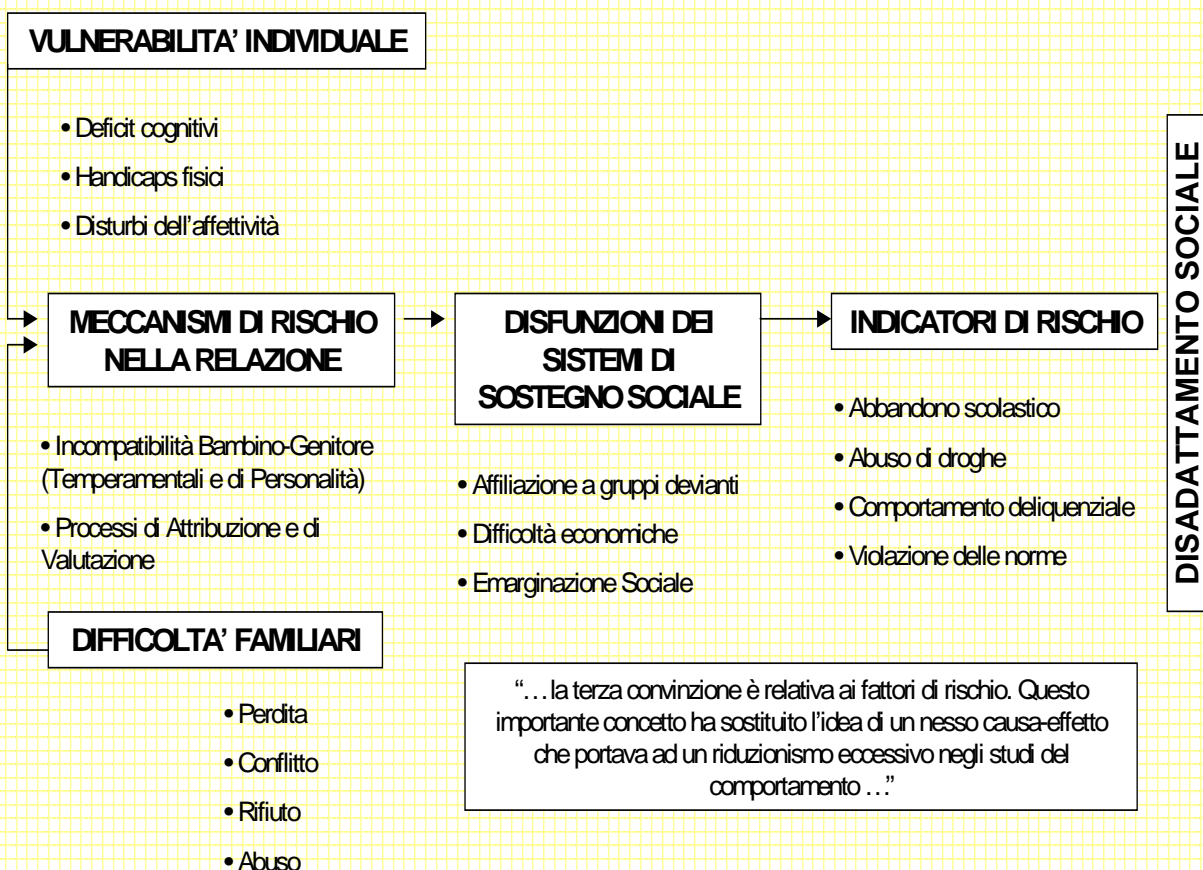 VULNERABILITA’ INDIVIDUALE
• Deficit cognitivi
• Handicaps fisici
• Disturbi dell’affettività
MECCANISMI DI RISCHIO
NELLA RELAZIONE
• Incompatibilità Bambino-Genitore
(Temperamentali e di Personalità)
• Processi di Attribuzione e di
Valutazione
DIFFICOLTA’ FAMILIARI
• Perdita
• Conflitto
• Rifiuto
• Abuso
DISFUNZIONI DEI
SISTEMI DI
SOSTEGNO SOCIALE
• Affiliazione a gruppi devianti
• Difficoltà economiche
• Emarginazione Sociale
INDICATORI DI RISCHIO
• Abbandono scolastico
• Abuso di droghe
• Comportamento deliquenziale
• Violazione delle norme
DISADATTAMENTO SOCIALE
“…la terza convinzione è relativa ai fattori di rischio. Questo
importante concetto ha sostituito l’idea di un nesso causa-effetto
che portava ad un riduzionismo eccessivo negli studi del
comportamento …”